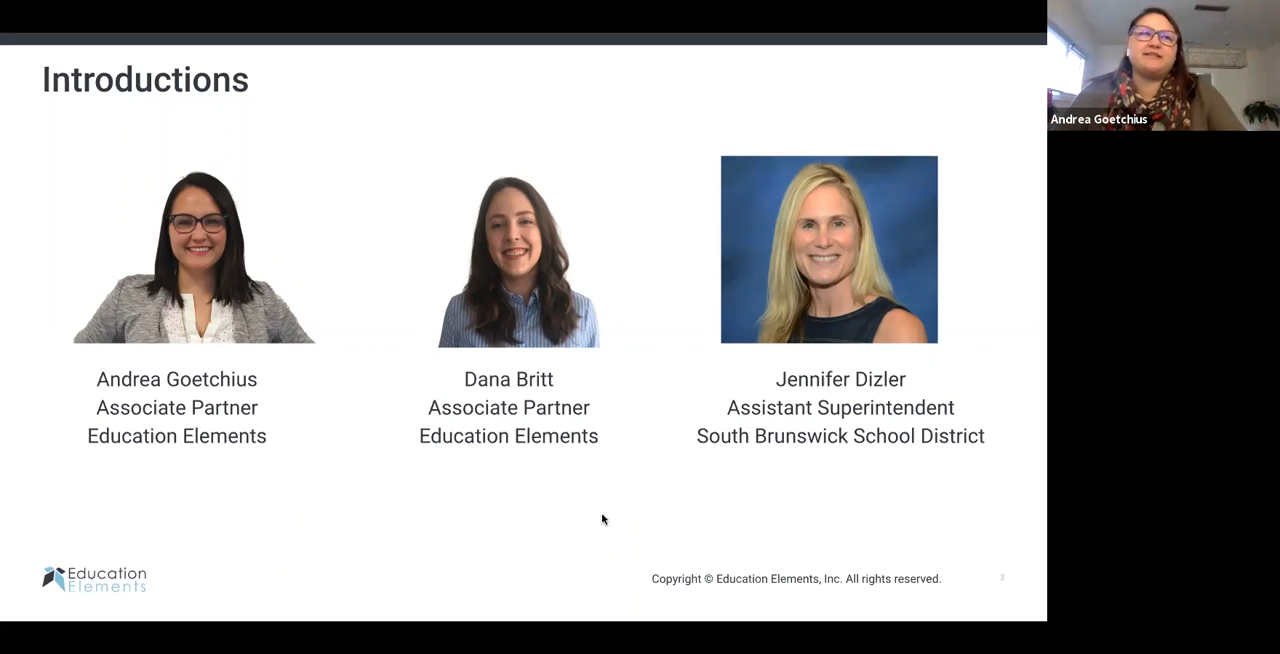 Introductions
Andrea Goetchius
Andrea Goetchius
Associate Partner
Education Elements
Dana Britt
Associate Partner
Education Elements
Jennifer Dizler
Assistant Superintendent
South Brunswick School District
Education
Elements
Copyright © Education Elements, Inc. All rights reserved.
3